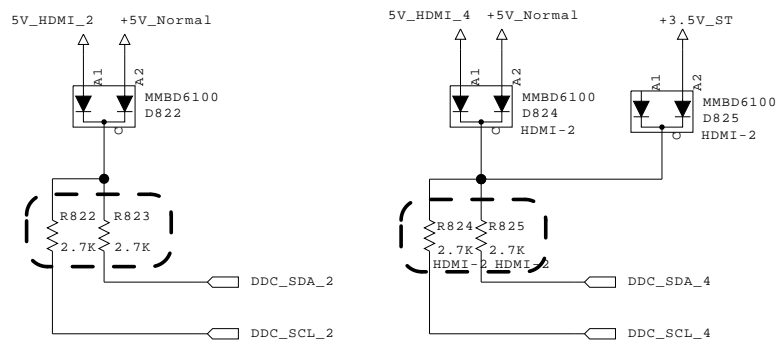 5V_HDMI_2
+5V_Normal
A1
A2
MMBD6100
D822
C
R822
R823
2.7K
2.7K
DDC_SDA_2
DDC_SCL_2
5V_HDMI_4
+5V_Normal
A1
A2
MMBD6100
D824
HDMI-2
C
+3.5V_ST
A1
A2
MMBD6100
D825
HDMI-2
C
R824
R825
2.7K
2.7K
HDMI-2
HDMI-2
DDC_SDA_4
DDC_SCL_4